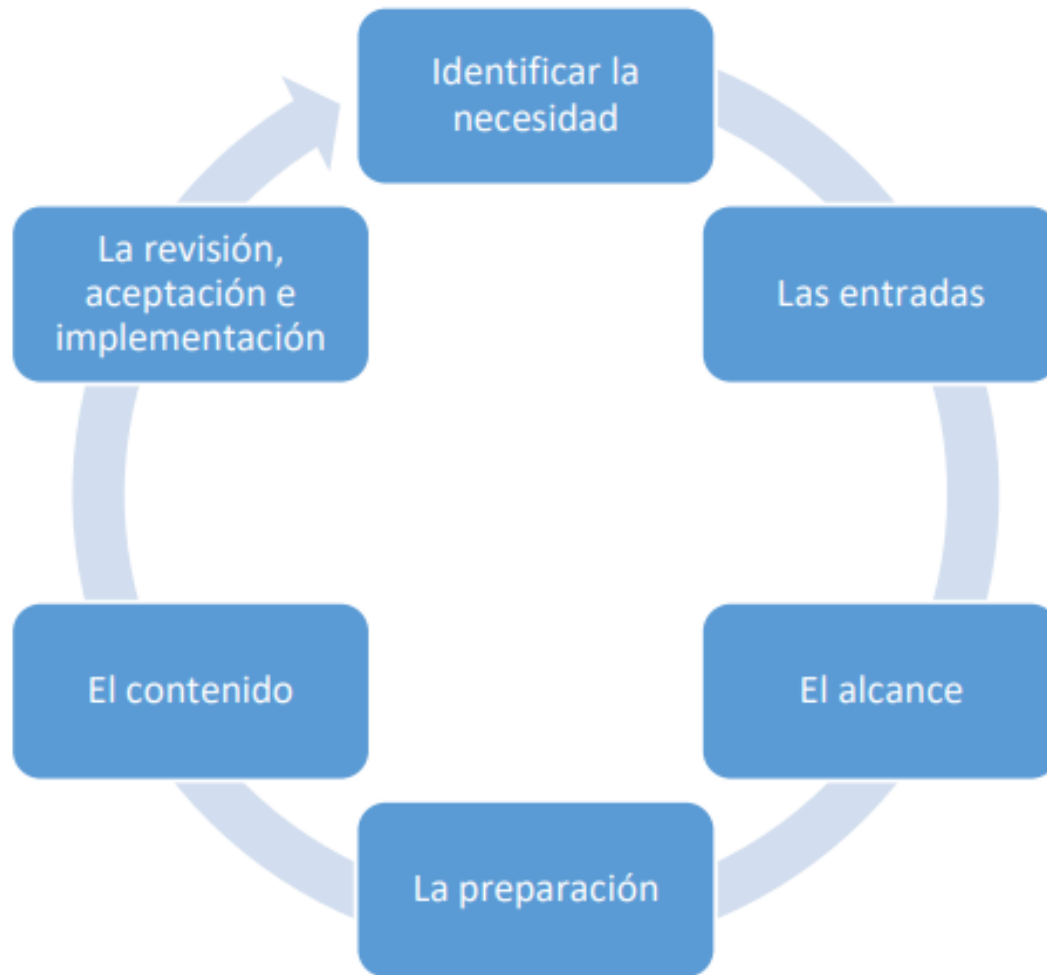 Identificar la
necesidad
Las entradas
El alcance
La preparación
El contenido
La revisión,
aceptación e
implementación